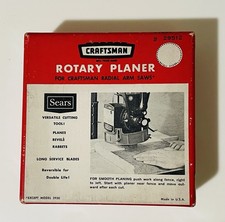 CRAFTSMAN
ROTARY PLANER
FOR CRAFTSMAN RADIAL ARM SAWS
Sears
VERSATILE CUTTING
TOOL!
PLANES
BEVELS
RABBETS
LONG SERVICE BLADES
Reversible for
Double Life!
FOR SMOOTH PLANING push work along fence, right
to left. Start with planer near fence and move out-
ward after each cut.
Made in U.S.A.